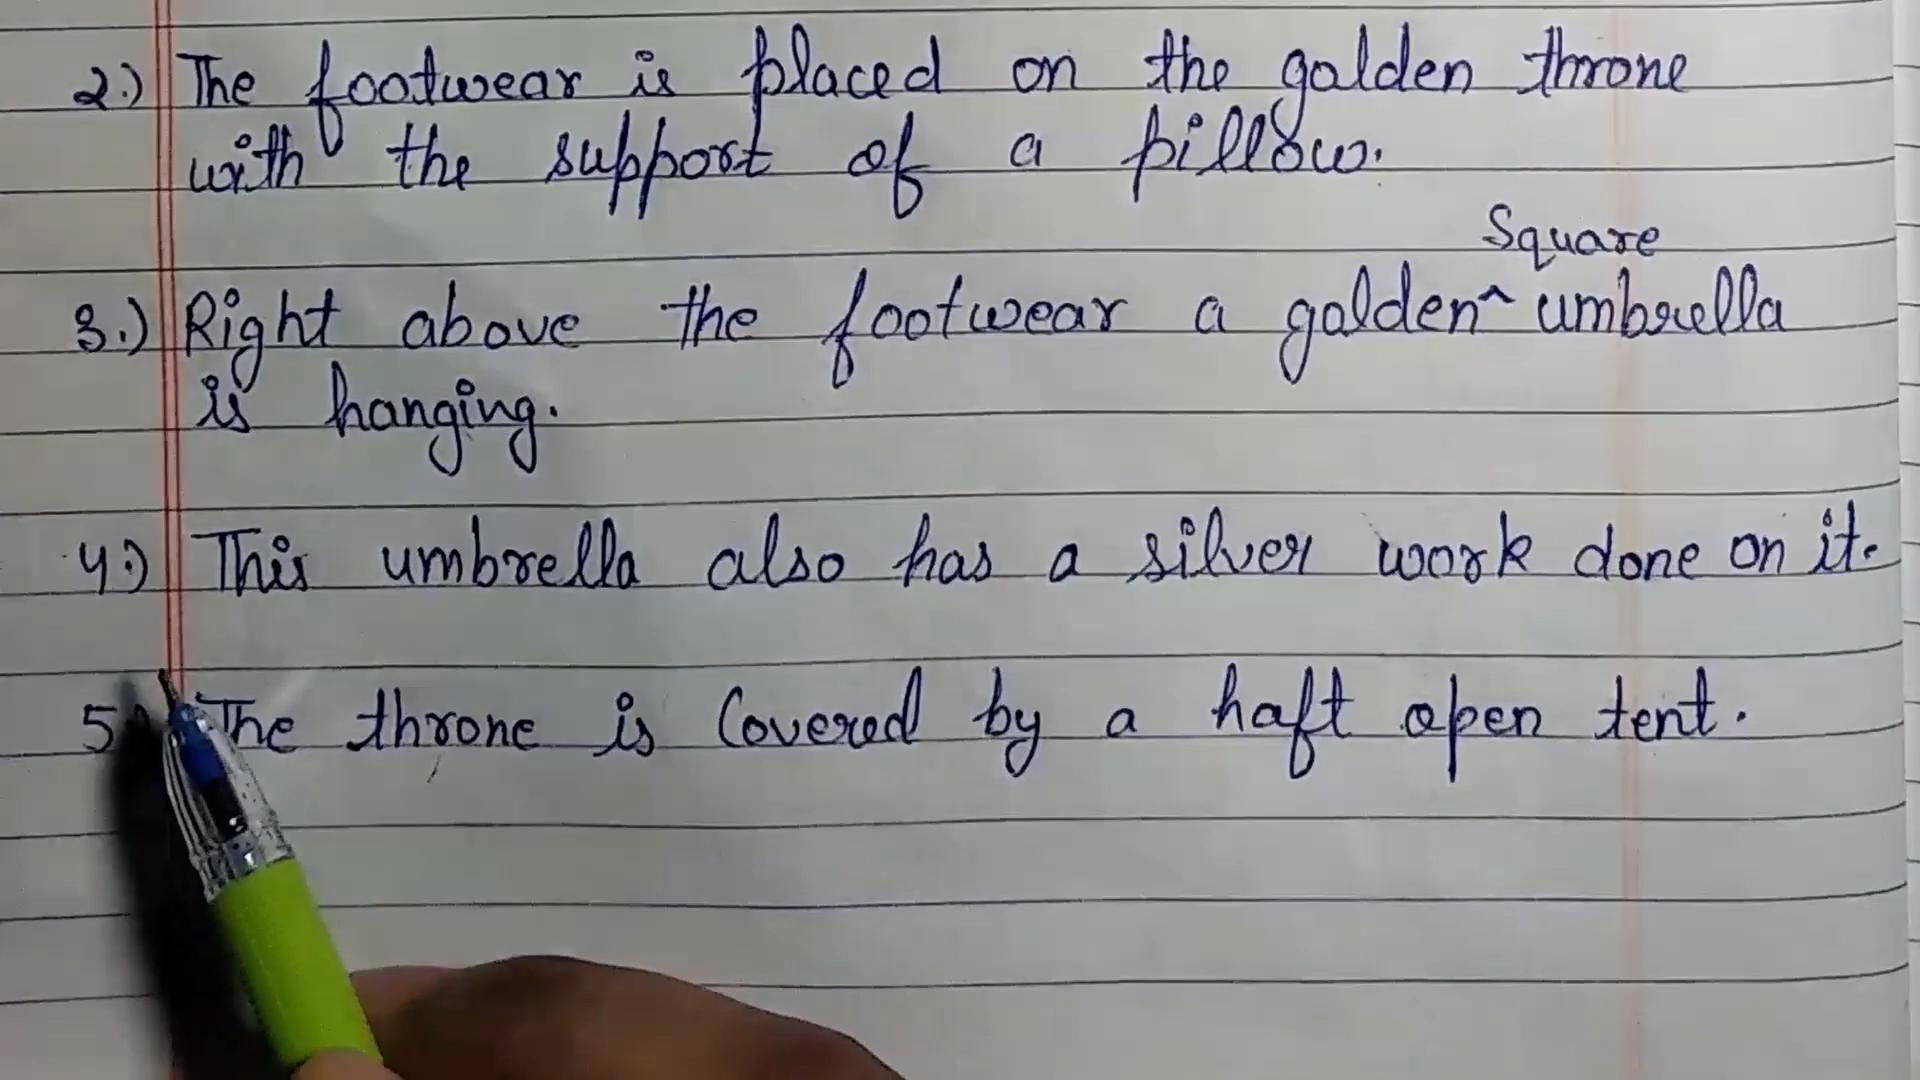 2.) The footwear is placed on the golden throne
with the support of a pillow.
Square
3.) Right above the footwear a golden^ umbrella
is hanging.
4.) This umbrella also has a silver work done on it.
5.) The throne is Covered by a haft open tent.